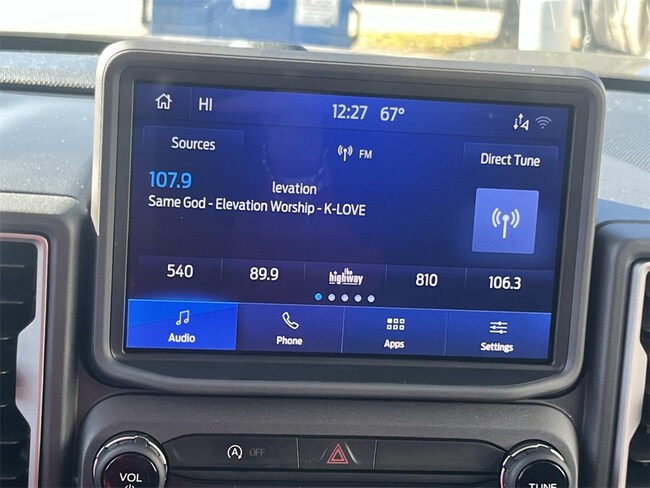 HI 12:27 67°
Sources FM Direct Tune
107.9 levation
Same God - Elevation Worship - K-LOVE
540 89.9 the highway 810 106.3
Audio Phone Apps Settings
A OFF
VOL TUNE